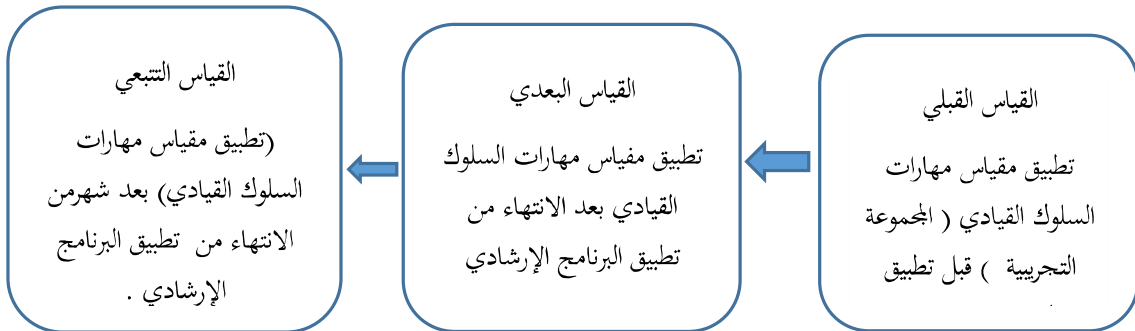 القياس القبلي
تطبيق مقياس مهارات
السلوك القيادي ( المجموعة
التجريبية ) قبل تطبيق
القياس البعدي
تطبيق مفياس مهارات السلوك
القيادي بعد الانتهاء من
تطبيق البرنامج الإرشادي
القياس التتبعي
(تطبيق مقياس مهارات
السلوك القيادي) بعد شهرمن
الانتهاء من تطبيق البرنامج
الإرشادي .